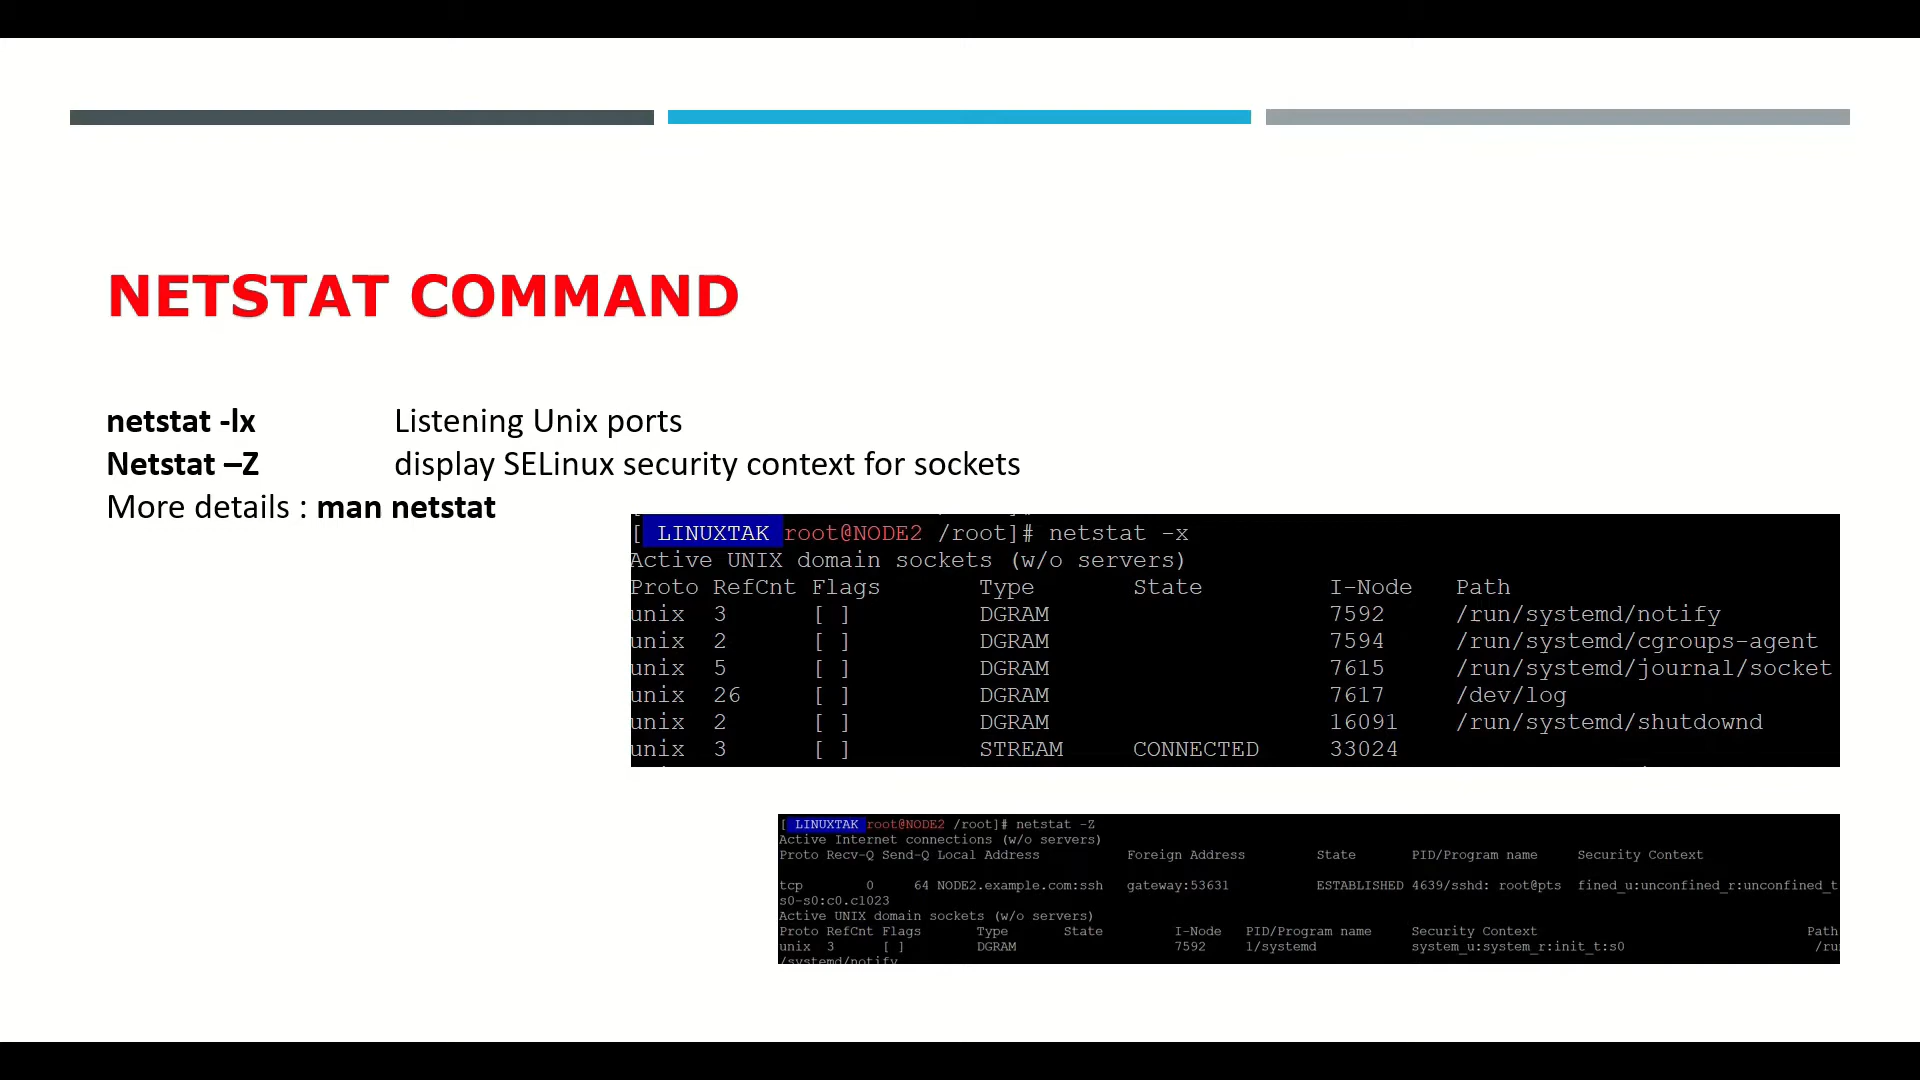 NETSTAT COMMAND
netstat -lx Listening Unix ports
Netstat –Z display SELinux security context for sockets
More details : man netstat
[ LINUXTAK root@NODE2 /root]# netstat -x
Active UNIX domain sockets (w/o servers)
Proto RefCnt Flags Type State I-Node Path
unix 3 [ ] DGRAM 7592 /run/systemd/notify
unix 2 [ ] DGRAM 7594 /run/systemd/cgroups-agent
unix 5 [ ] DGRAM 7615 /run/systemd/journal/socket
unix 26 [ ] DGRAM 7617 /dev/log
unix 2 [ ] DGRAM 16091 /run/systemd/shutdownd
unix 3 [ ] STREAM CONNECTED 33024
[ LINUXTAK root@NODE2 /root]# netstat -Z
Active Internet connections (w/o servers)
Proto Recv-Q Send-Q Local Address Foreign Address State PID/Program name Security Context
tcp 0 64 NODE2.example.com:ssh gateway:53631 ESTABLISHED 4639/sshd: root@pts fined_u:unconfined_r:unconfined_t
s0-s0:c0.c1023
Active UNIX domain sockets (w/o servers)
Proto RefCnt Flags Type State I-Node PID/Program name Security Context Path
unix 3 [ ] DGRAM 7592 1/systemd system_u:system_r:init_t:s0 /ru
/systemd/notify